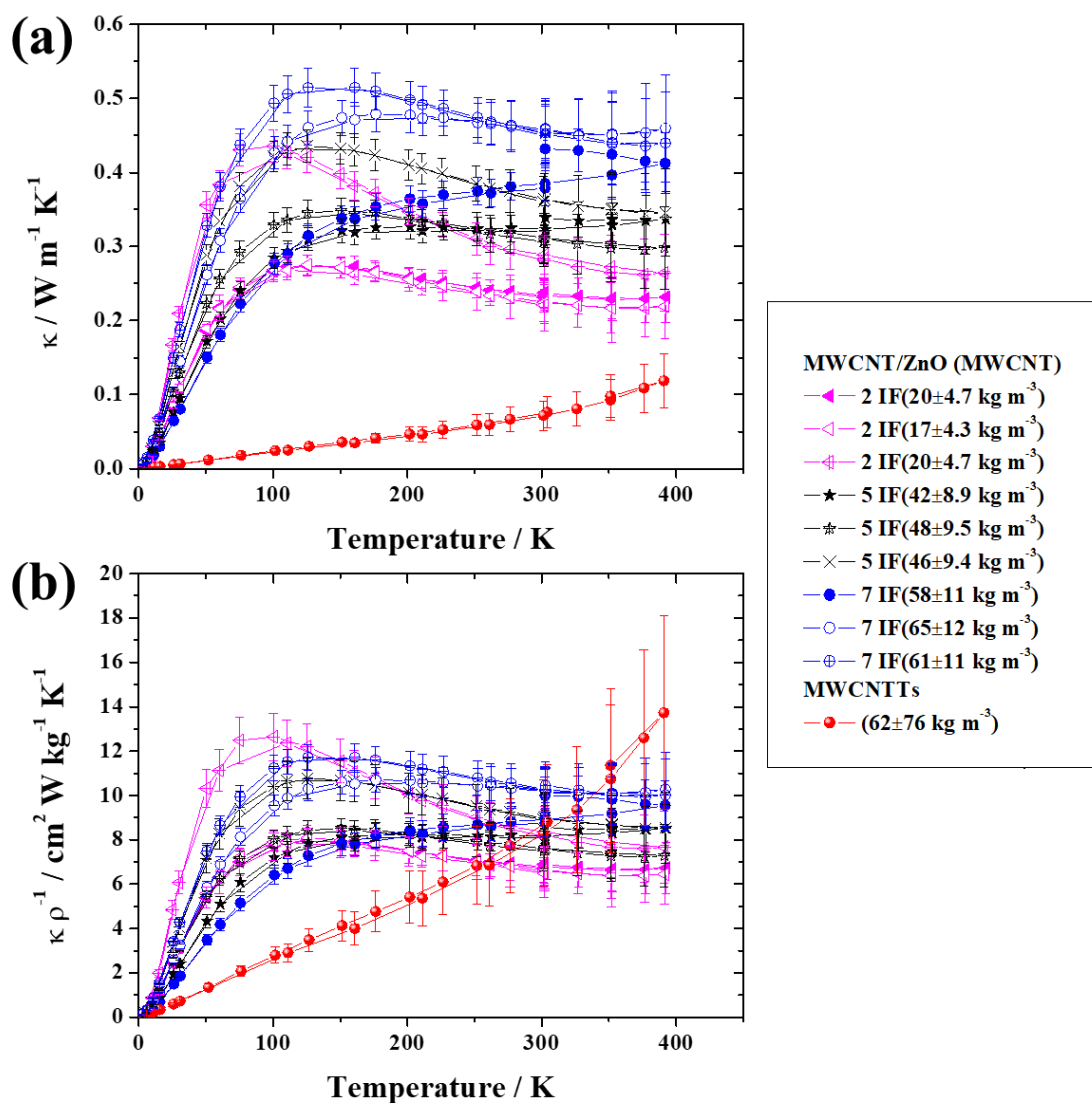 (a)
0.6
0.5
0.4
0.3
0.2
0.1
0.0
κ / W m⁻¹ K⁻¹
0 100 200 300 400
Temperature / K
(b)
20
18
16
14
12
10
8
6
4
2
0
κ ρ⁻¹ / cm² W kg⁻¹ K⁻¹
0 100 200 300 400
Temperature / K
MWCNT/ZnO (MWCNT)
2 IF(20±4.7 kg m⁻³)
2 IF(17±4.3 kg m⁻³)
2 IF(20±4.7 kg m⁻³)
5 IF(42±8.9 kg m⁻³)
5 IF(48±9.5 kg m⁻³)
5 IF(46±9.4 kg m⁻³)
7 IF(58±11 kg m⁻³)
7 IF(65±12 kg m⁻³)
7 IF(61±11 kg m⁻³)
MWCNTTs
(62±76 kg m⁻³)